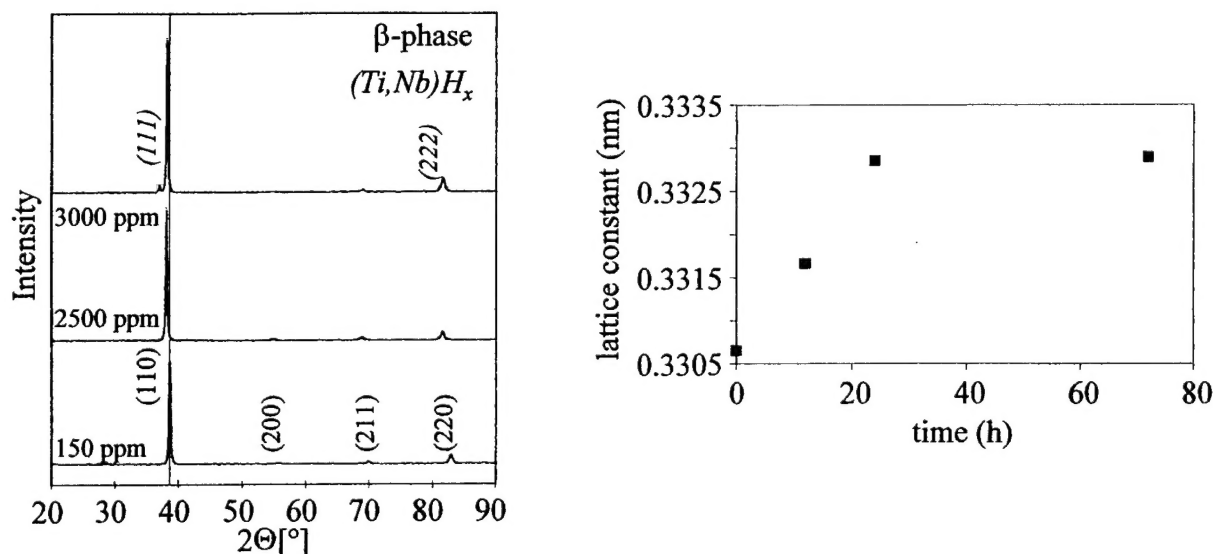 β-phase
(Ti,Nb)Hₓ
(111)
(222)
3000 ppm
2500 ppm
(110)
(200)
(211)
(220)
150 ppm
Intensity
20 30 40 50 60 70 80 90
2Θ[°]
0.3335
0.3325
0.3315
0.3305
lattice constant (nm)
0 20 40 60 80
time (h)